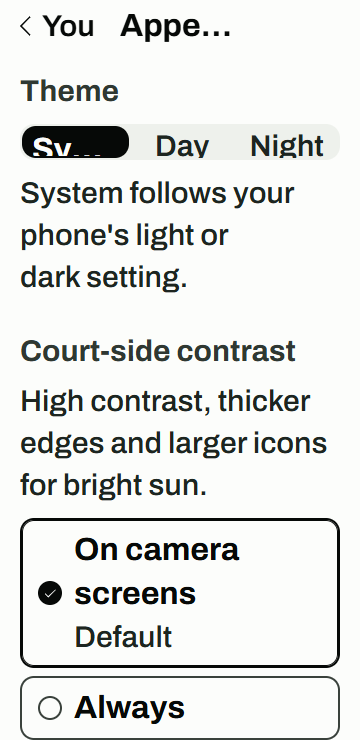 You Appe...
Theme
Sy... Day Night
System follows your
phone's light or
dark setting.
Court-side contrast
High contrast, thicker
edges and larger icons
for bright sun.
On camera
screens
Default
Always